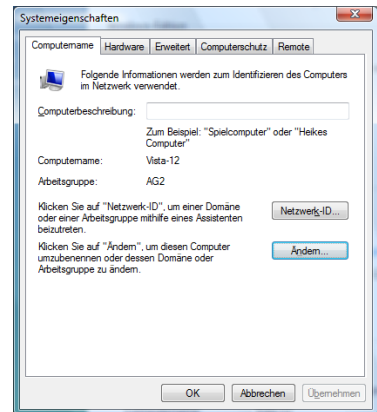 Systemeigenschaften
Computername Hardware Erweitert Computerschutz Remote
Folgende Informationen werden zum Identifizieren des Computers
im Netzwerk verwendet.
Computerbeschreibung:
Zum Beispiel: "Spielcomputer" oder "Heikes
Computer"
Computername: Vista-12
Arbeitsgruppe: AG2
Klicken Sie auf "Netzwerk-ID", um einer Domäne
oder einer Arbeitsgruppe mithilfe eines Assistenten
beizutreten.
Netzwerk-ID...
Klicken Sie auf "Ändern", um diesen Computer
umzubenennen oder dessen Domäne oder
Arbeitsgruppe zu ändern.
Ändern...
OK Abbrechen Übernehmen